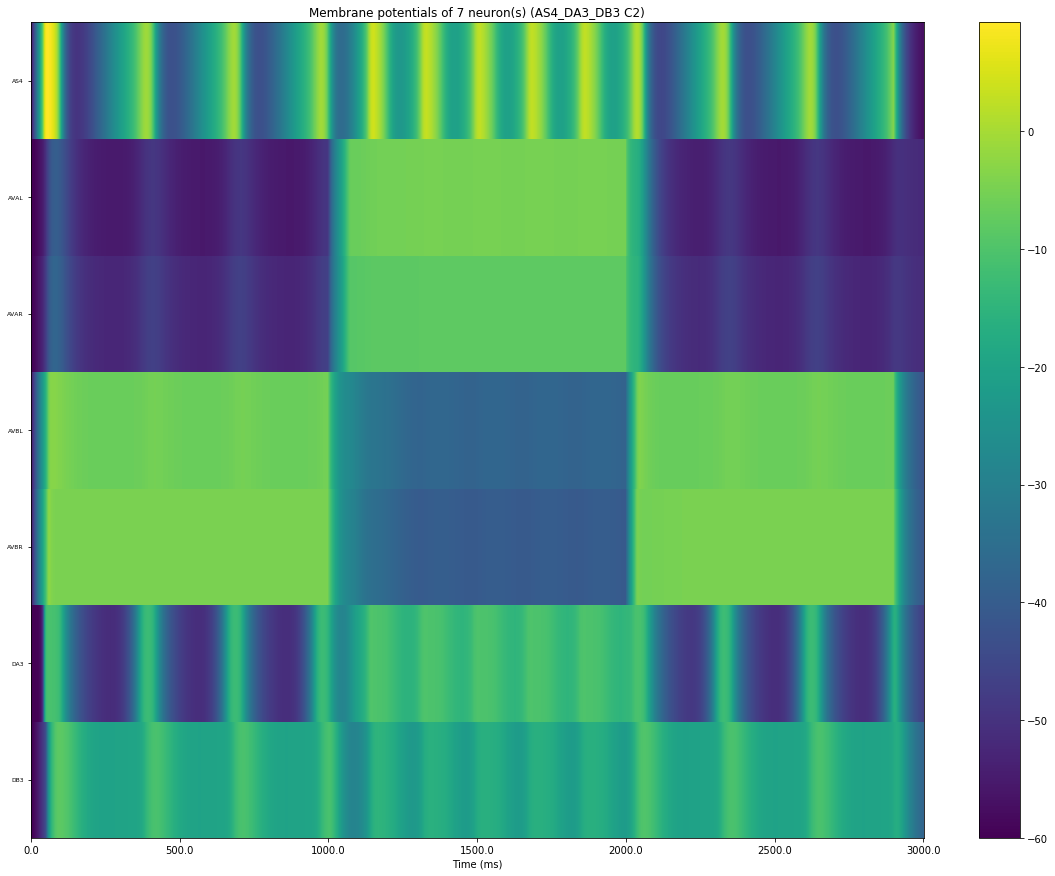 Membrane potentials of 7 neuron(s) (AS4_DA3_DB3 C2)
AS4
AVAL
AVAR
AVBL
AVBR
DA3
DB3
0.0 500.0 1000.0 1500.0 2000.0 2500.0 3000.0
Time (ms)
0
−10
−20
−30
−40
−50
−60